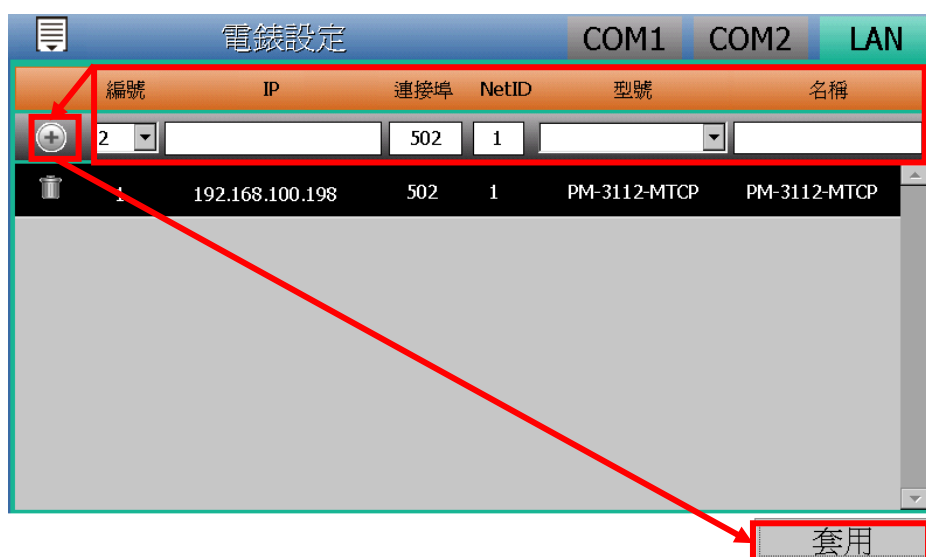 電錶設定 COM1 COM2 LAN
編號 IP 連接埠 NetID 型號 名稱
2 502 1
1 192.168.100.198 502 1 PM-3112-MTCP PM-3112-MTCP
套用